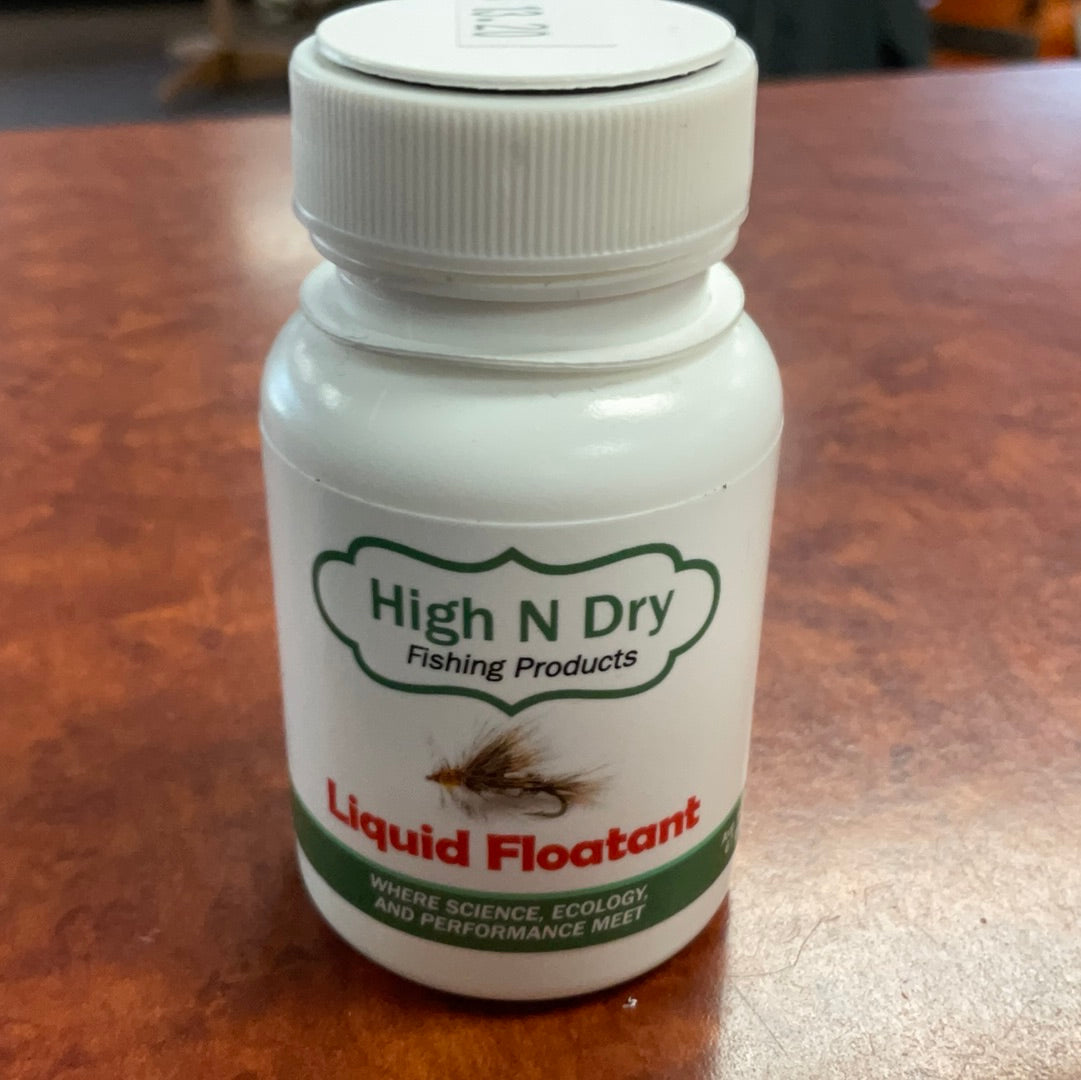 High N Dry
Fishing Products
Liquid Floatant
WHERE SCIENCE, ECOLOGY,
AND PERFORMANCE MEET